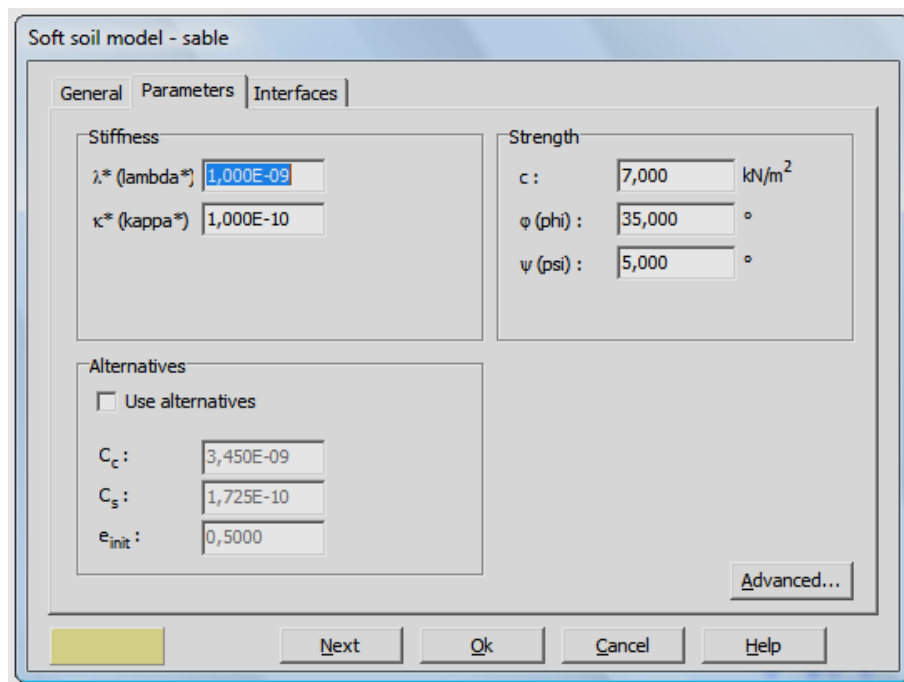 Soft soil model - sable
General Parameters Interfaces
Stiffness
λ* (lambda*) 1,000E-09
κ* (kappa*) 1,000E-10
Strength
c : 7,000 kN/m²
φ (phi) : 35,000 °
ψ (psi) : 5,000 °
Alternatives
Use alternatives
Cc : 3,450E-09
Cs : 1,725E-10
einit : 0,5000
Advanced...
Next Ok Cancel Help